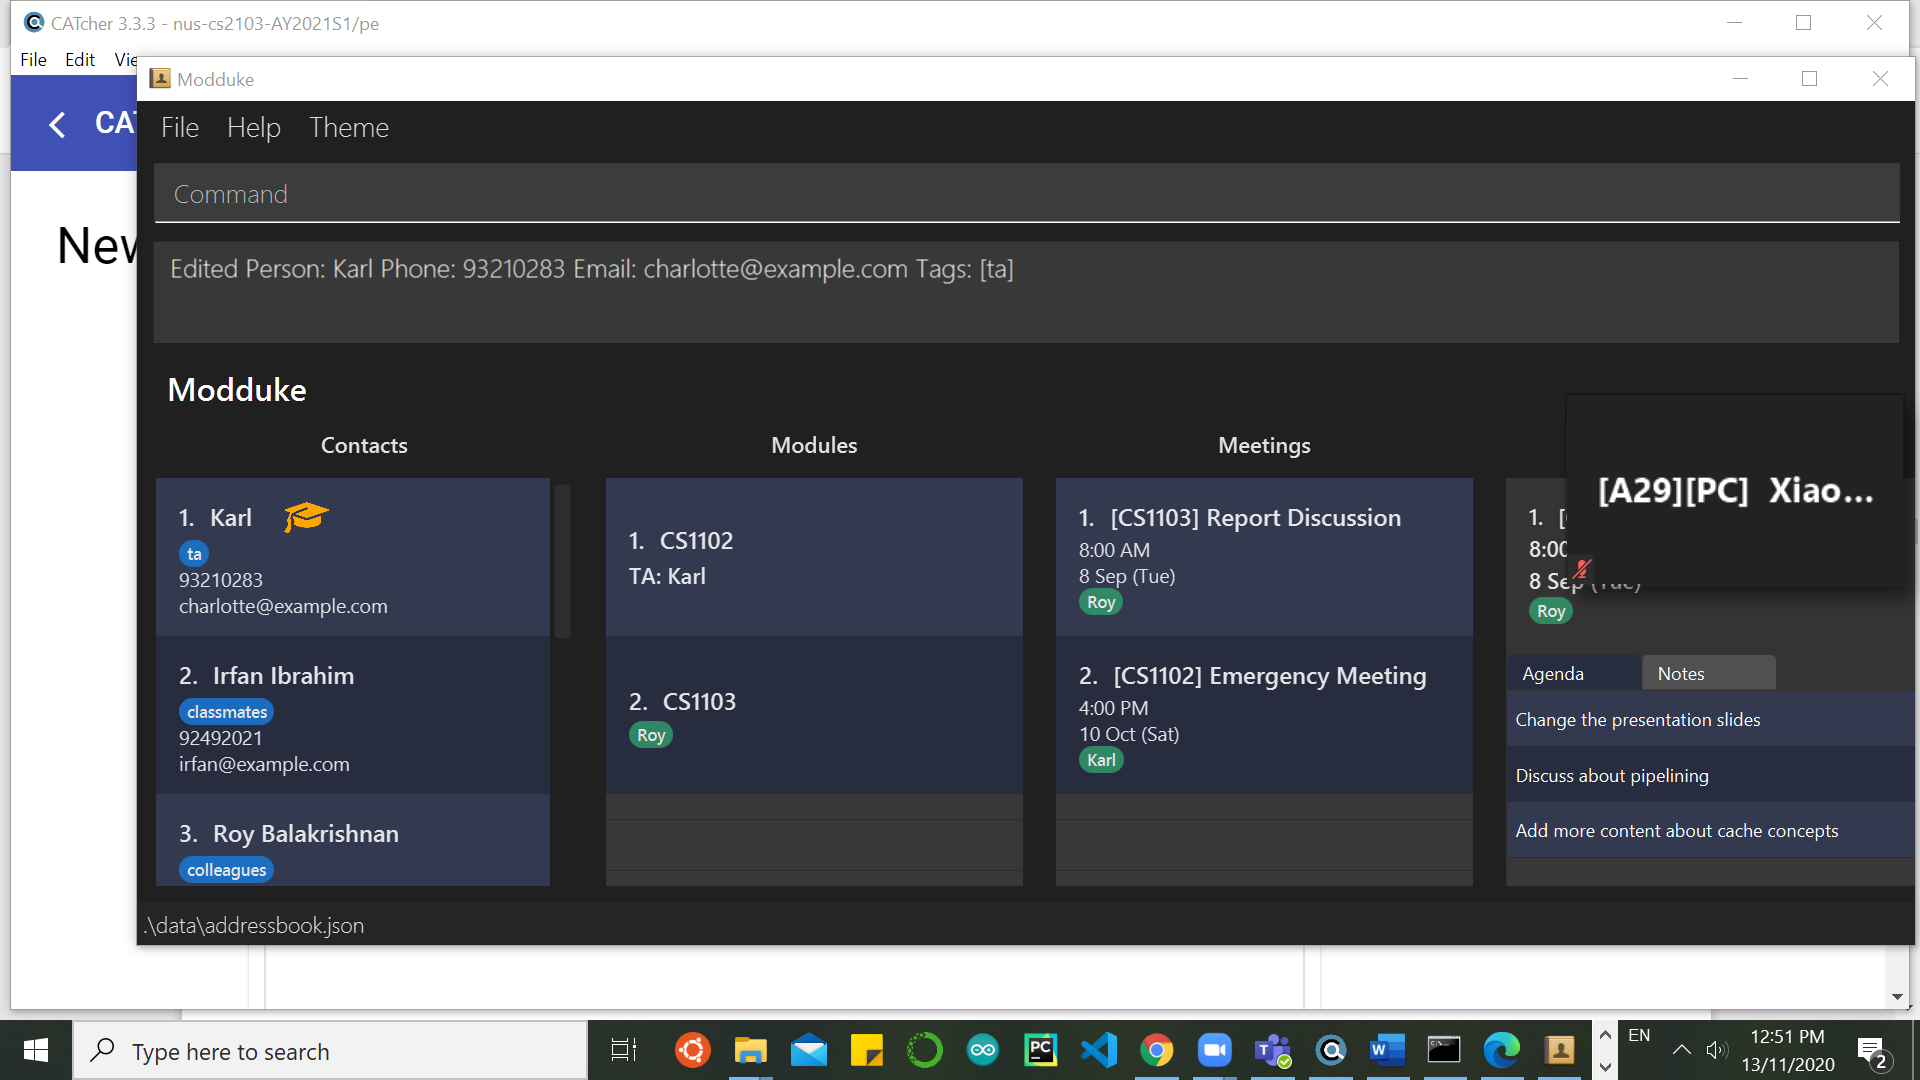 CATcher 3.3.3 - nus-cs2103-AY2021S1/pe
File Edit
Modduke
File Help Theme
Command
Edited Person: Karl Phone: 93210283 Email: charlotte@example.com Tags: [ta]
Modduke
Contacts
1. Karl
ta
93210283
charlotte@example.com
2. Irfan Ibrahim
classmates
92492021
irfan@example.com
3. Roy Balakrishnan
colleagues
Modules
1. CS1102
TA: Karl
2. CS1103
Roy
Meetings
1. [CS1103] Report Discussion
8:00 AM
8 Sep (Tue)
Roy
2. [CS1102] Emergency Meeting
4:00 PM
10 Oct (Sat)
Karl
[A29][PC] Xiao...
1. [
8:00
8 Sep (Tue)
Roy
Agenda Notes
Change the presentation slides
Discuss about pipelining
Add more content about cache concepts
.\data\addressbook.json
Type here to search
EN
12:51 PM
13/11/2020
2